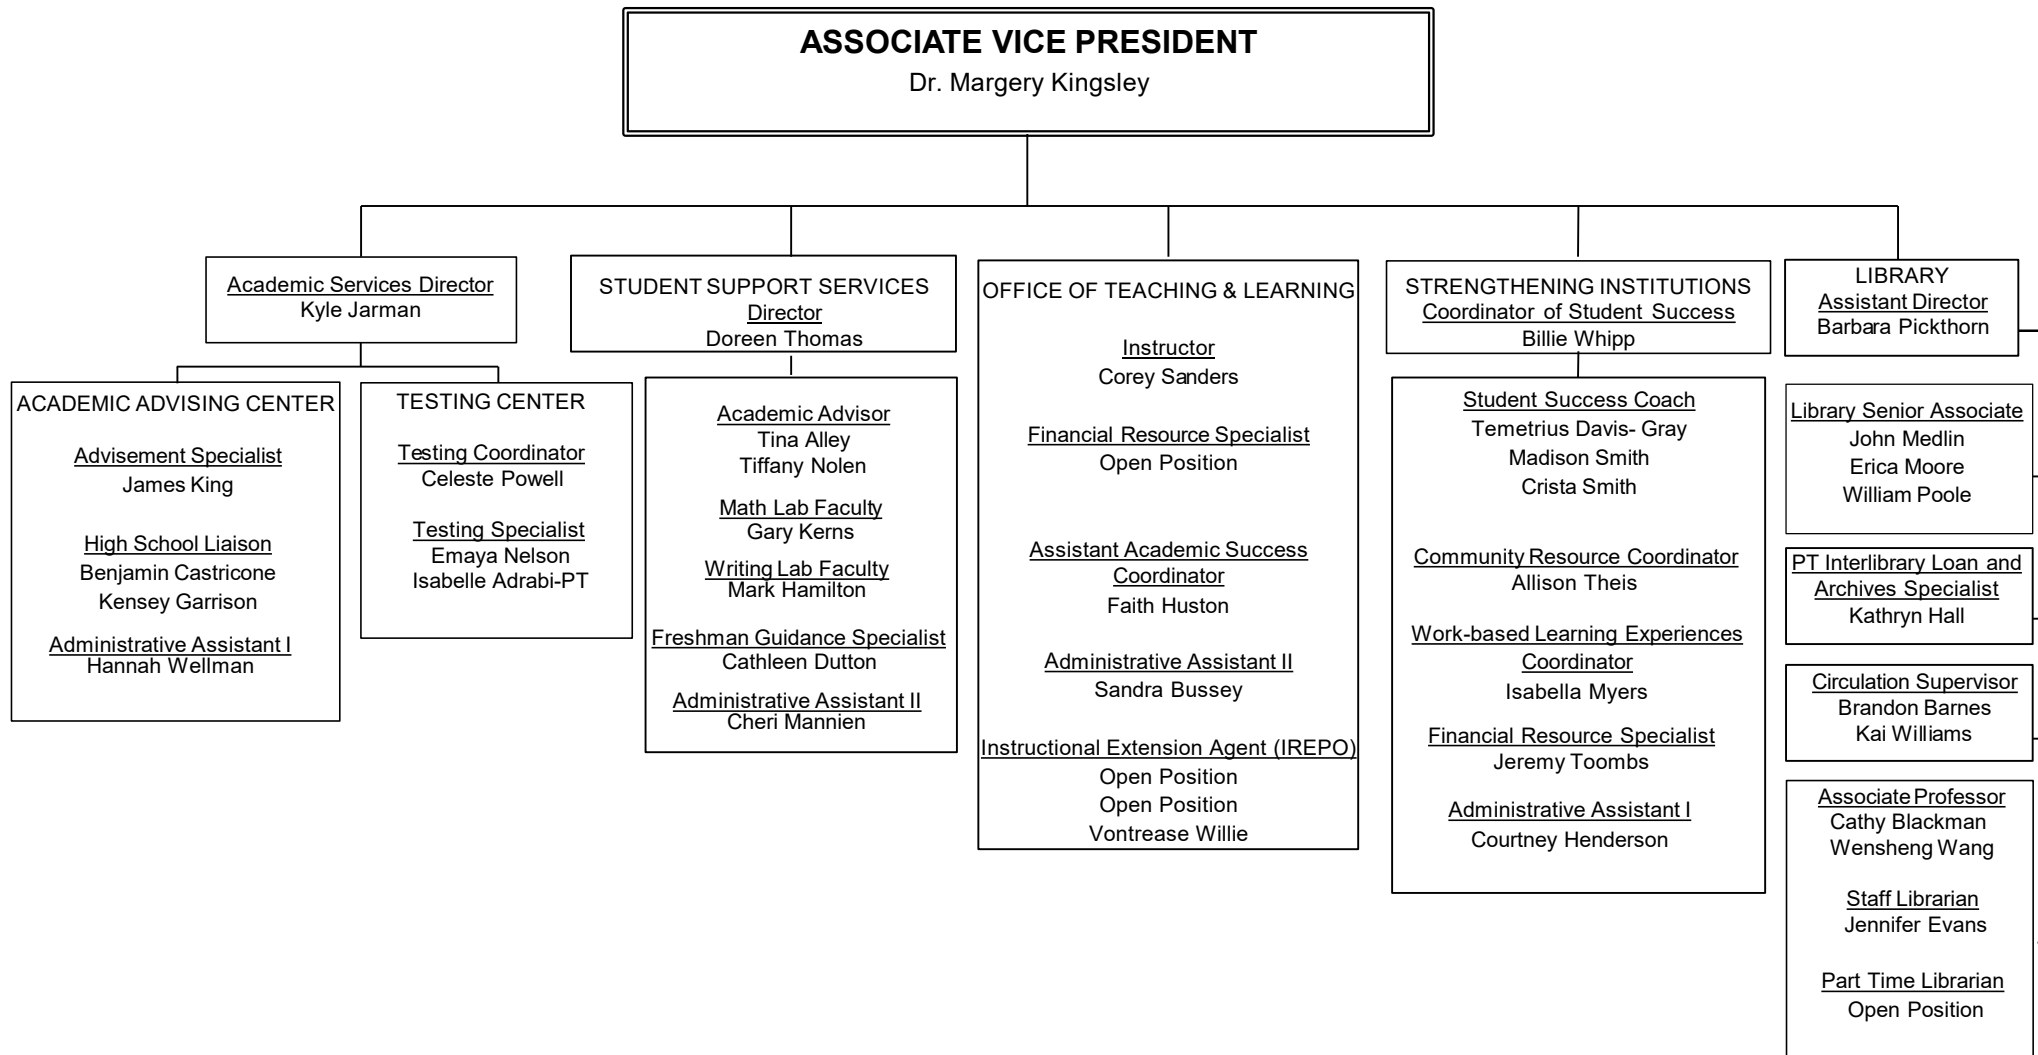 ASSOCIATE VICE PRESIDENT
Dr. Margery Kingsley
Academic Services Director
Kyle Jarman
ACADEMIC ADVISING CENTER
Advisement Specialist
James King
High School Liaison
Benjamin Castricone
Kensey Garrison
Administrative Assistant I
Hannah Wellman
TESTING CENTER
Testing Coordinator
Celeste Powell
Testing Specialist
Emaya Nelson
Isabelle Adrabi-PT
STUDENT SUPPORT SERVICES
Director
Doreen Thomas
Academic Advisor
Tina Alley
Tiffany Nolen
Math Lab Faculty
Gary Kerns
Writing Lab Faculty
Mark Hamilton
Freshman Guidance Specialist
Cathleen Dutton
Administrative Assistant II
Cheri Mannien
OFFICE OF TEACHING & LEARNING
Instructor
Corey Sanders
Financial Resource Specialist
Open Position
Assistant Academic Success
Coordinator
Faith Huston
Administrative Assistant II
Sandra Bussey
Instructional Extension Agent (IREPO)
Open Position
Open Position
Vontrease Willie
STRENGTHENING INSTITUTIONS
Coordinator of Student Success
Billie Whipp
Student Success Coach
Temetrius Davis- Gray
Madison Smith
Crista Smith
Community Resource Coordinator
Allison Theis
Work-based Learning Experiences
Coordinator
Isabella Myers
Financial Resource Specialist
Jeremy Toombs
Administrative Assistant I
Courtney Henderson
LIBRARY
Assistant Director
Barbara Pickthorn
Library Senior Associate
John Medlin
Erica Moore
William Poole
PT Interlibrary Loan and
Archives Specialist
Kathryn Hall
Circulation Supervisor
Brandon Barnes
Kai Williams
Associate Professor
Cathy Blackman
Wensheng Wang
Staff Librarian
Jennifer Evans
Part Time Librarian
Open Position